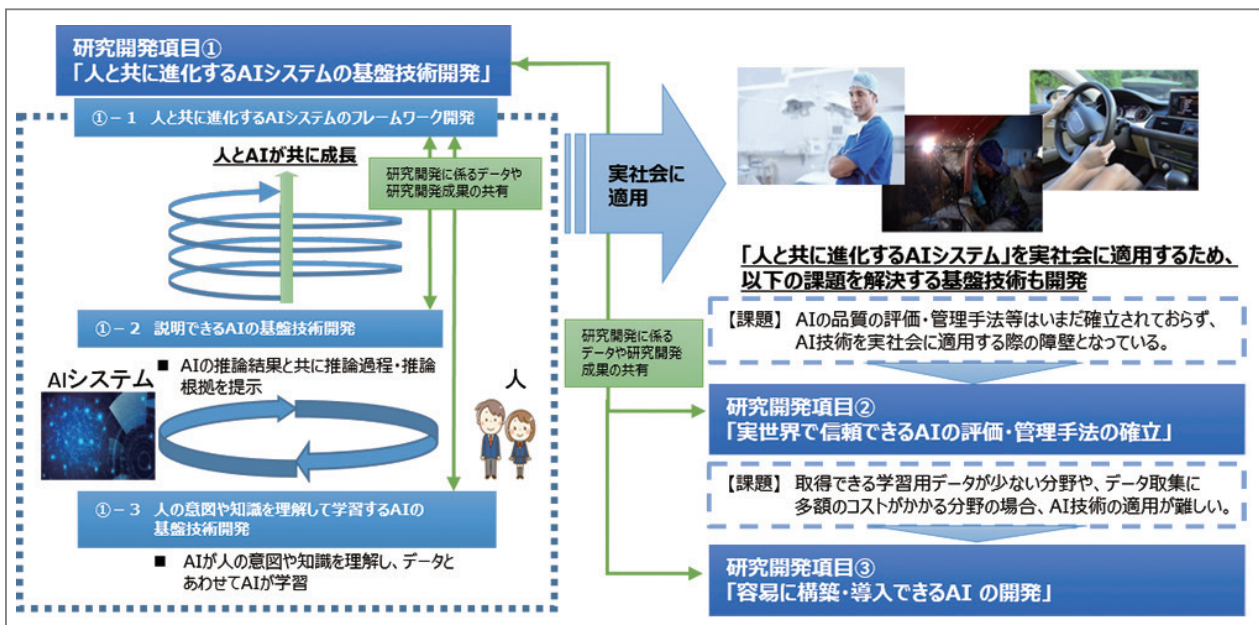 研究開発項目①
「人と共に進化するAIシステムの基盤技術開発」
①－１ 人と共に進化するAIシステムのフレームワーク開発
人とAIが共に成長
研究開発に係るデータや
研究開発成果の共有
①－２ 説明できるAIの基盤技術開発
■ AIの推論結果と共に推論過程・推論
根拠を提示
AIシステム
人
①－３ 人の意図や知識を理解して学習するAIの
基盤技術開発
■ AIが人の意図や知識を理解し、データと
あわせてAIが学習
実社会に
適用
研究開発に係る
データや研究開発
成果の共有
「人と共に進化するAIシステム」を実社会に適用するため、
以下の課題を解決する基盤技術も開発
【課題】 AIの品質の評価・管理手法等はいまだ確立されておらず、
AI技術を実社会に適用する際の障壁となっている。
研究開発項目②
「実世界で信頼できるAIの評価・管理手法の確立」
【課題】 取得できる学習用データが少ない分野や、データ収集に
多額のコストがかかる分野の場合、AI技術の適用が難しい。
研究開発項目③
「容易に構築・導入できるAI の開発」